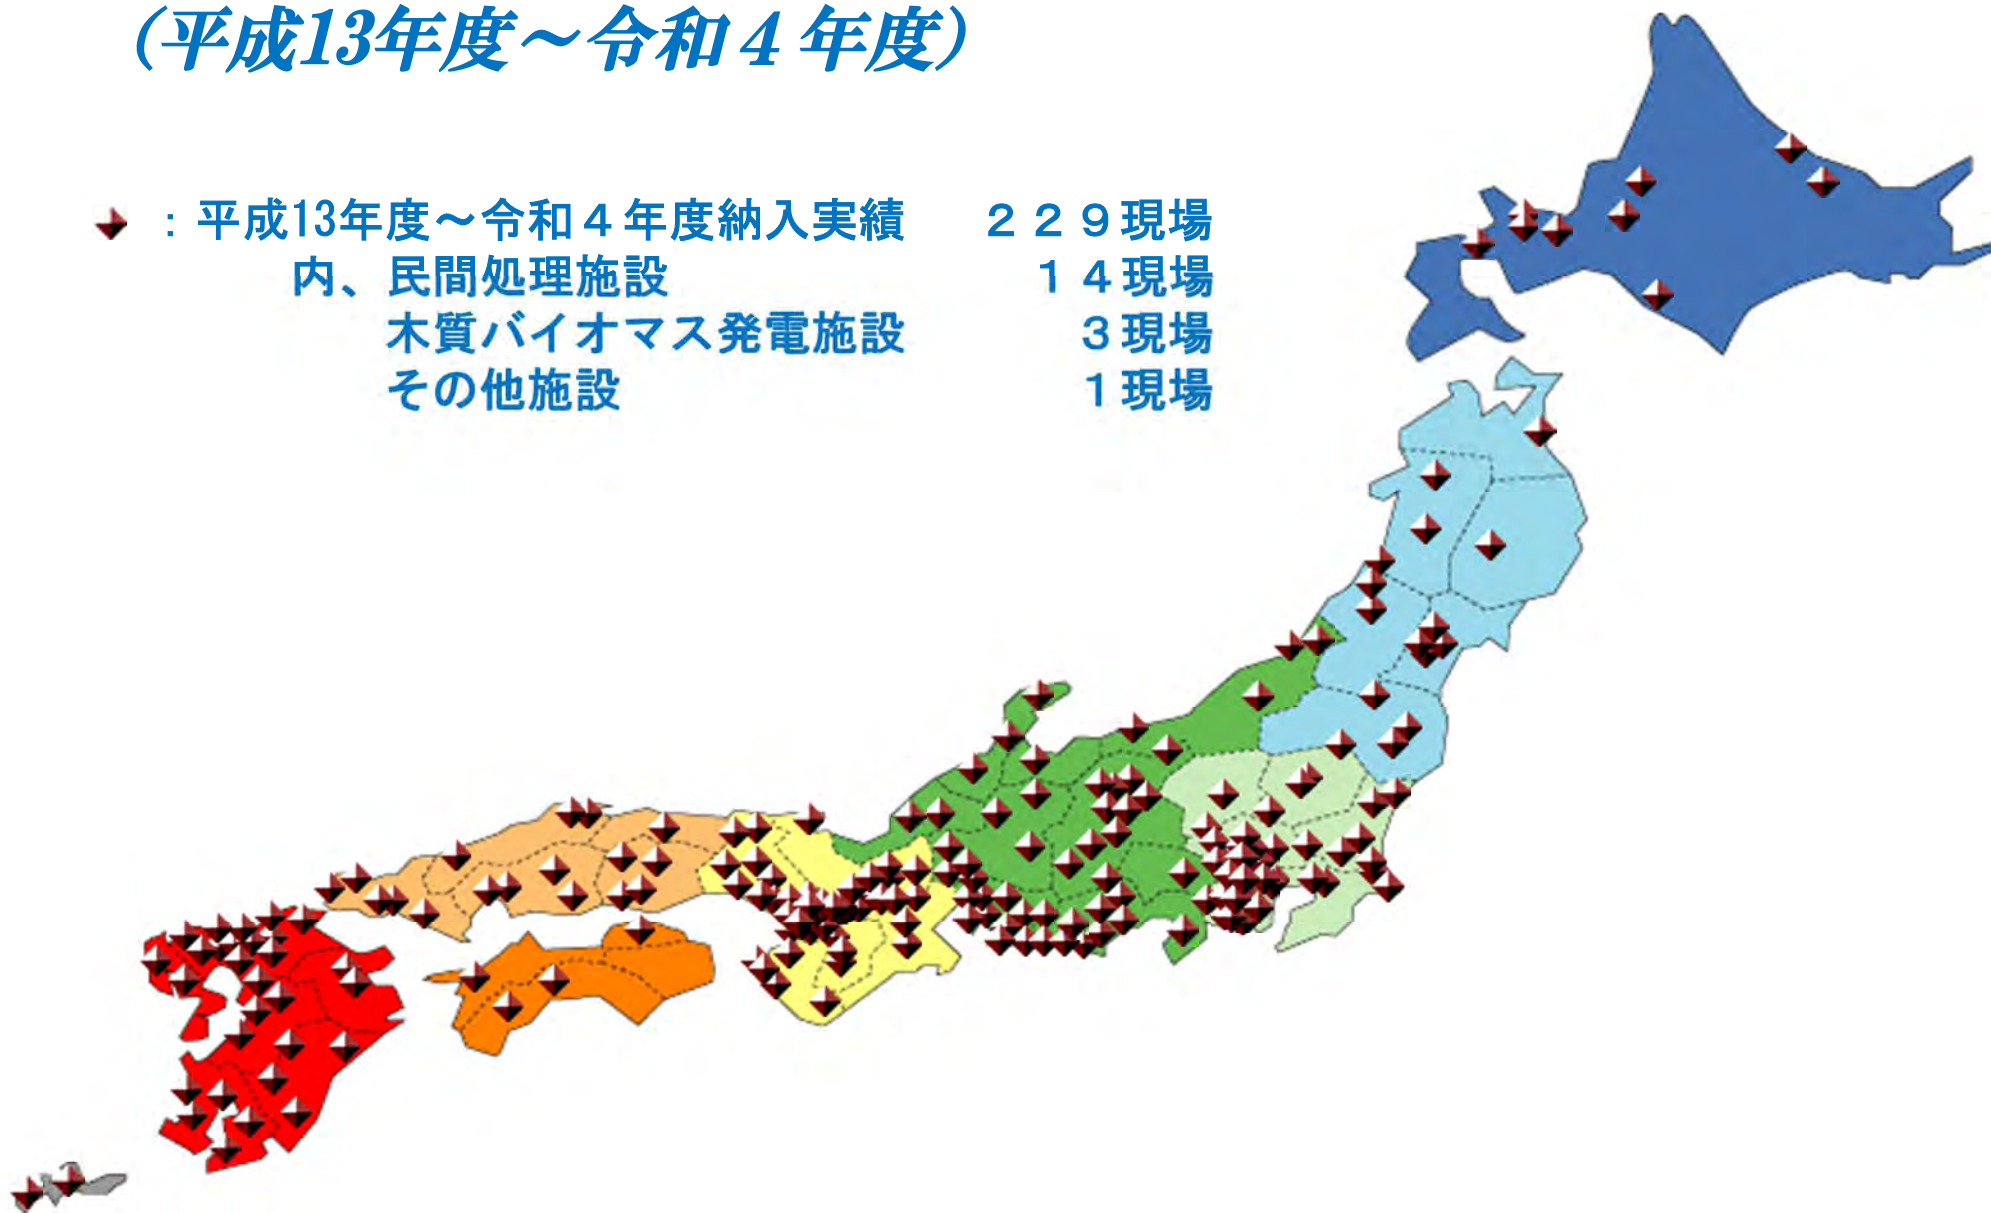 （平成13年度～令和４年度）
：平成13年度～令和４年度納入実績　２２９現場
内、民間処理施設　１４現場
木質バイオマス発電施設　３現場
その他施設　１現場